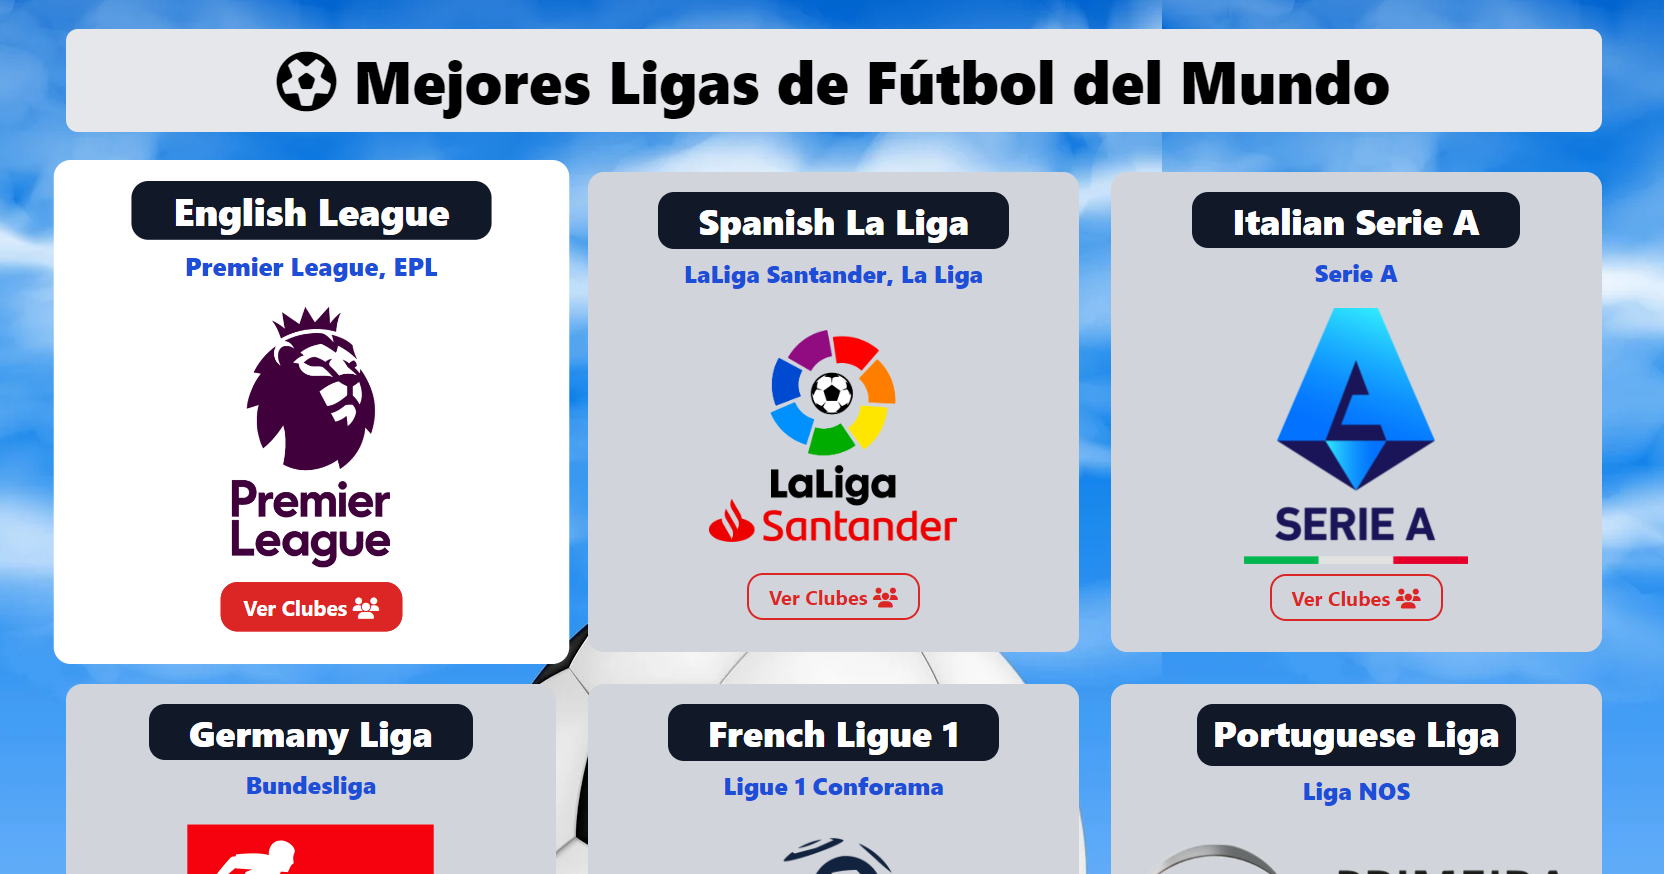 Mejores Ligas de Fútbol del Mundo
English League
Premier League, EPL
Premier
League
Ver Clubes
Spanish La Liga
LaLiga Santander, La Liga
LaLiga
Santander
Ver Clubes
Italian Serie A
Serie A
SERIE A
Ver Clubes
Germany Liga
Bundesliga
French Ligue 1
Ligue 1 Conforama
Portuguese Liga
Liga NOS
PRIMEIRA